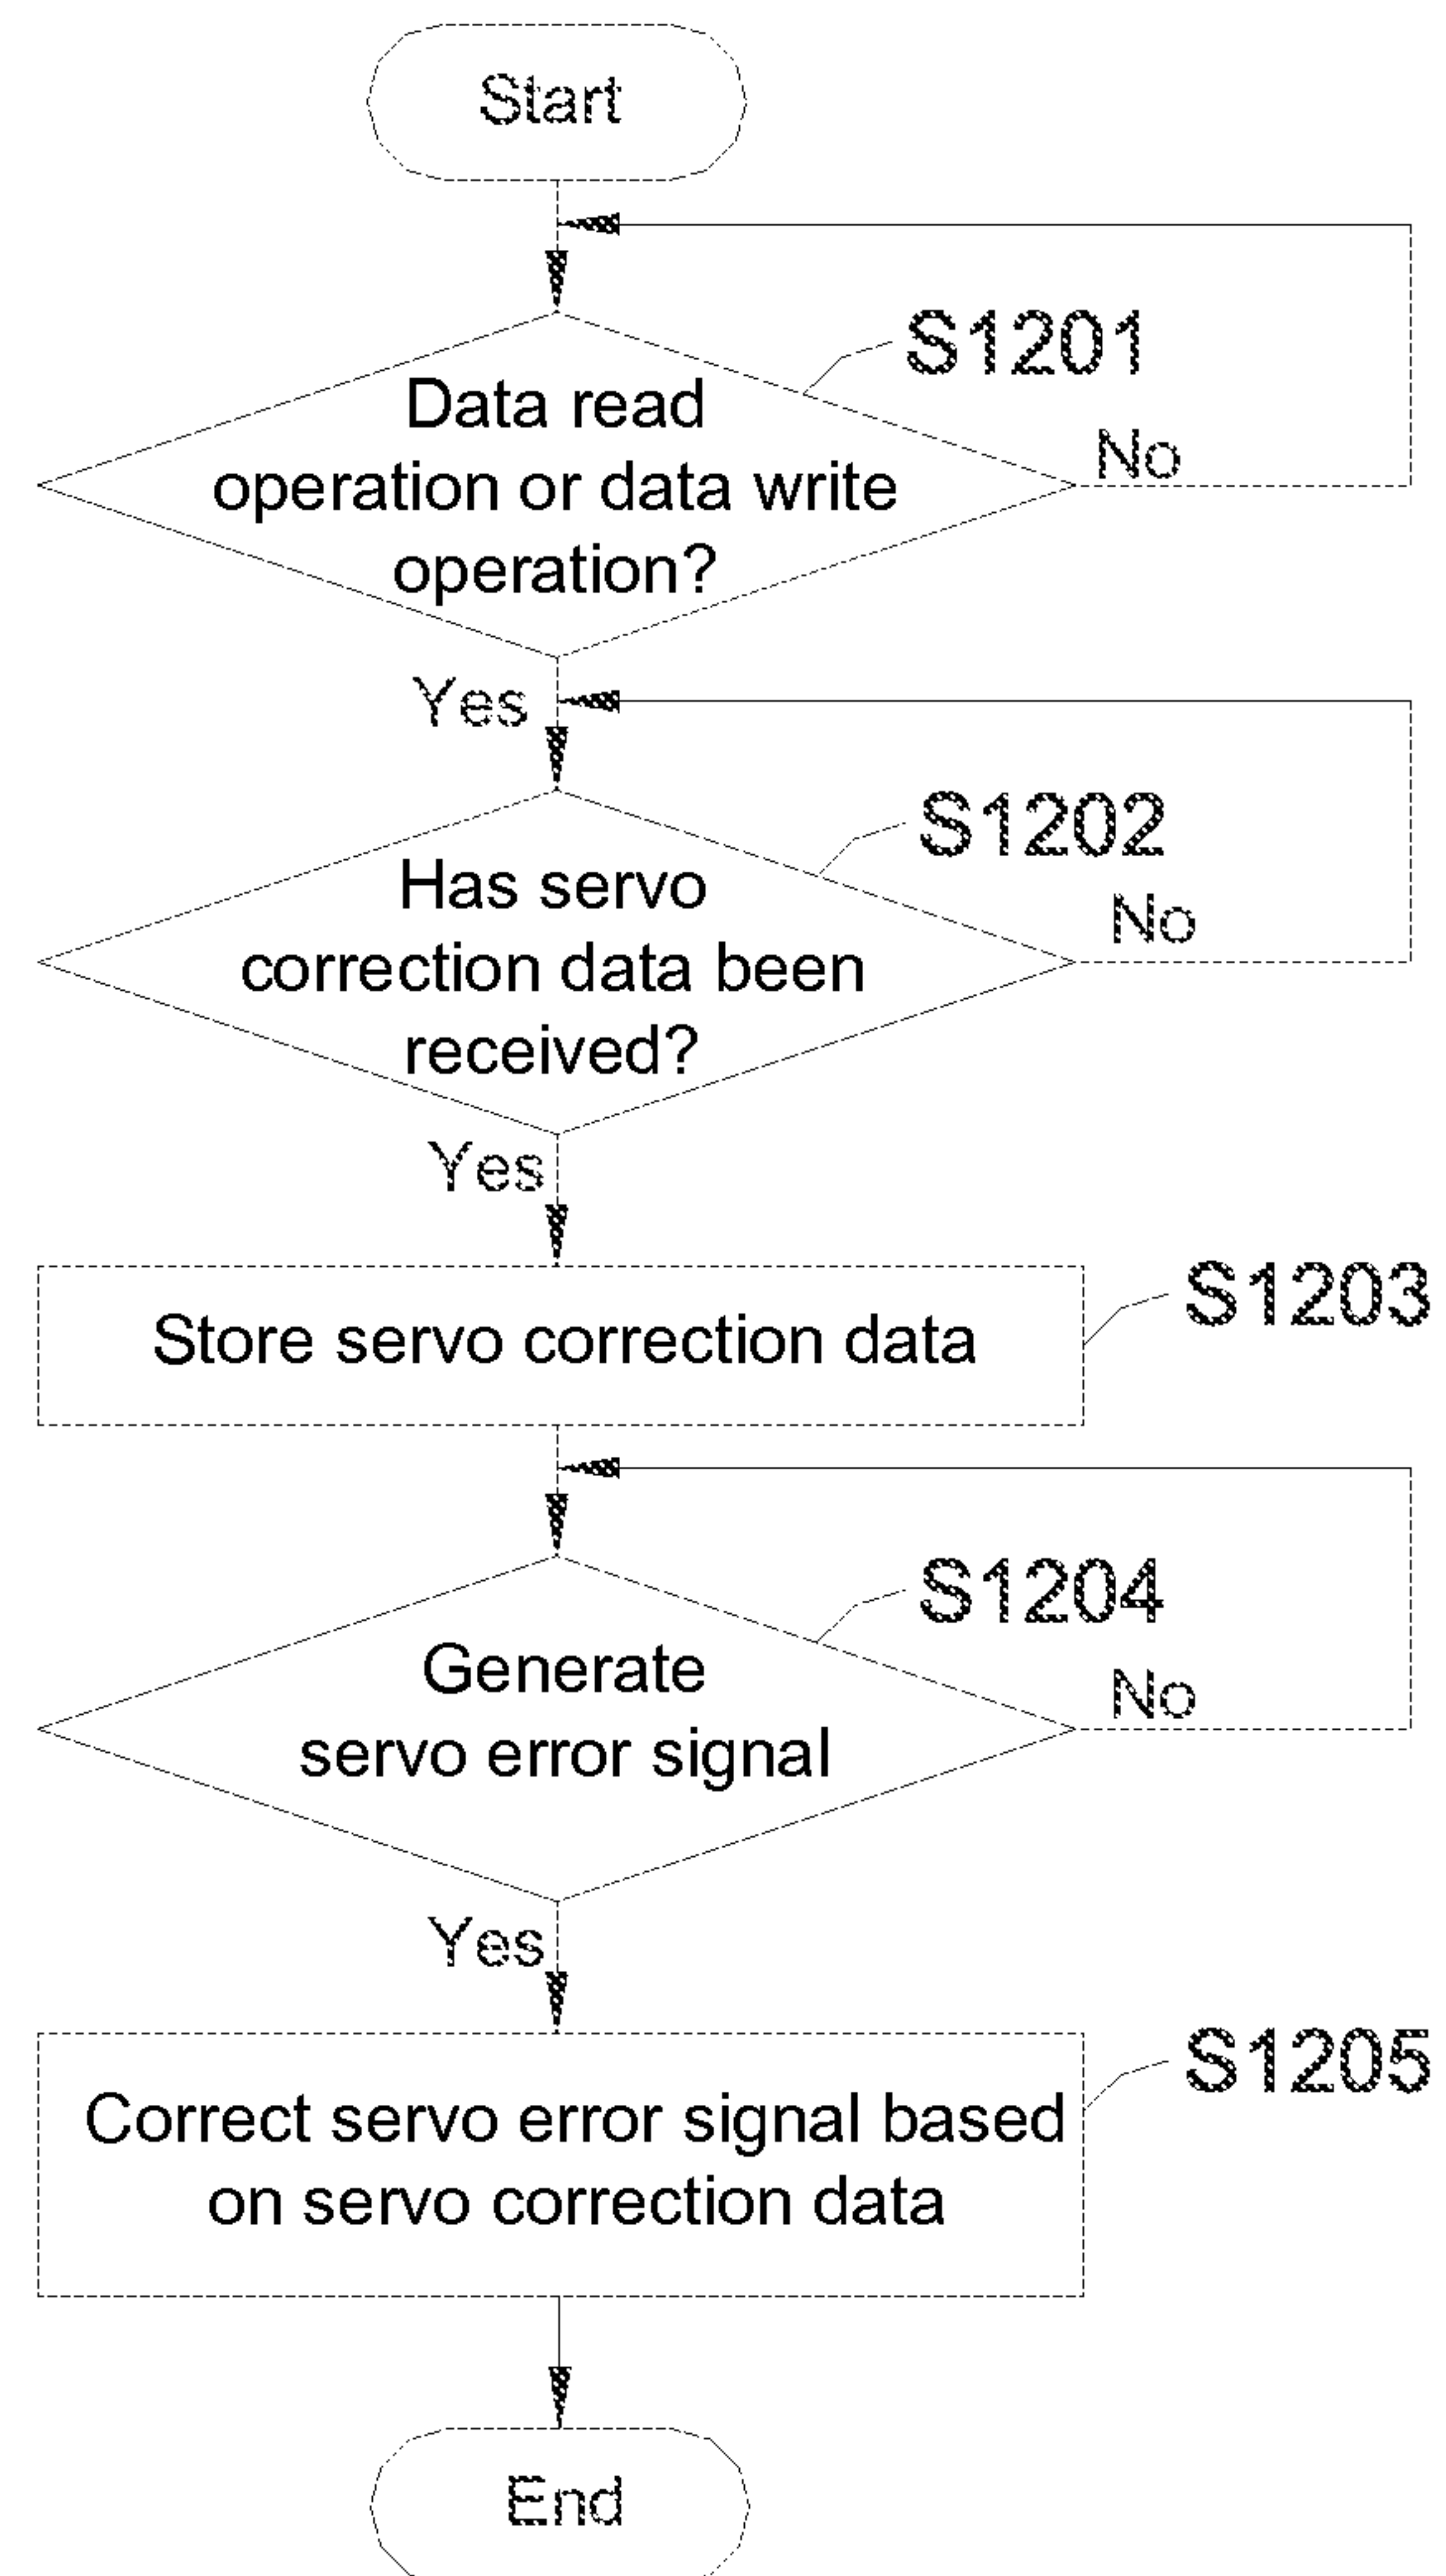 Start
S1201
Data read
operation or data write
operation?
No
Yes
S1202
Has servo
correction data been
received?
No
Yes
Store servo correction data
S1203
S1204
Generate
servo error signal
No
Yes
S1205
Correct servo error signal based
on servo correction data
End